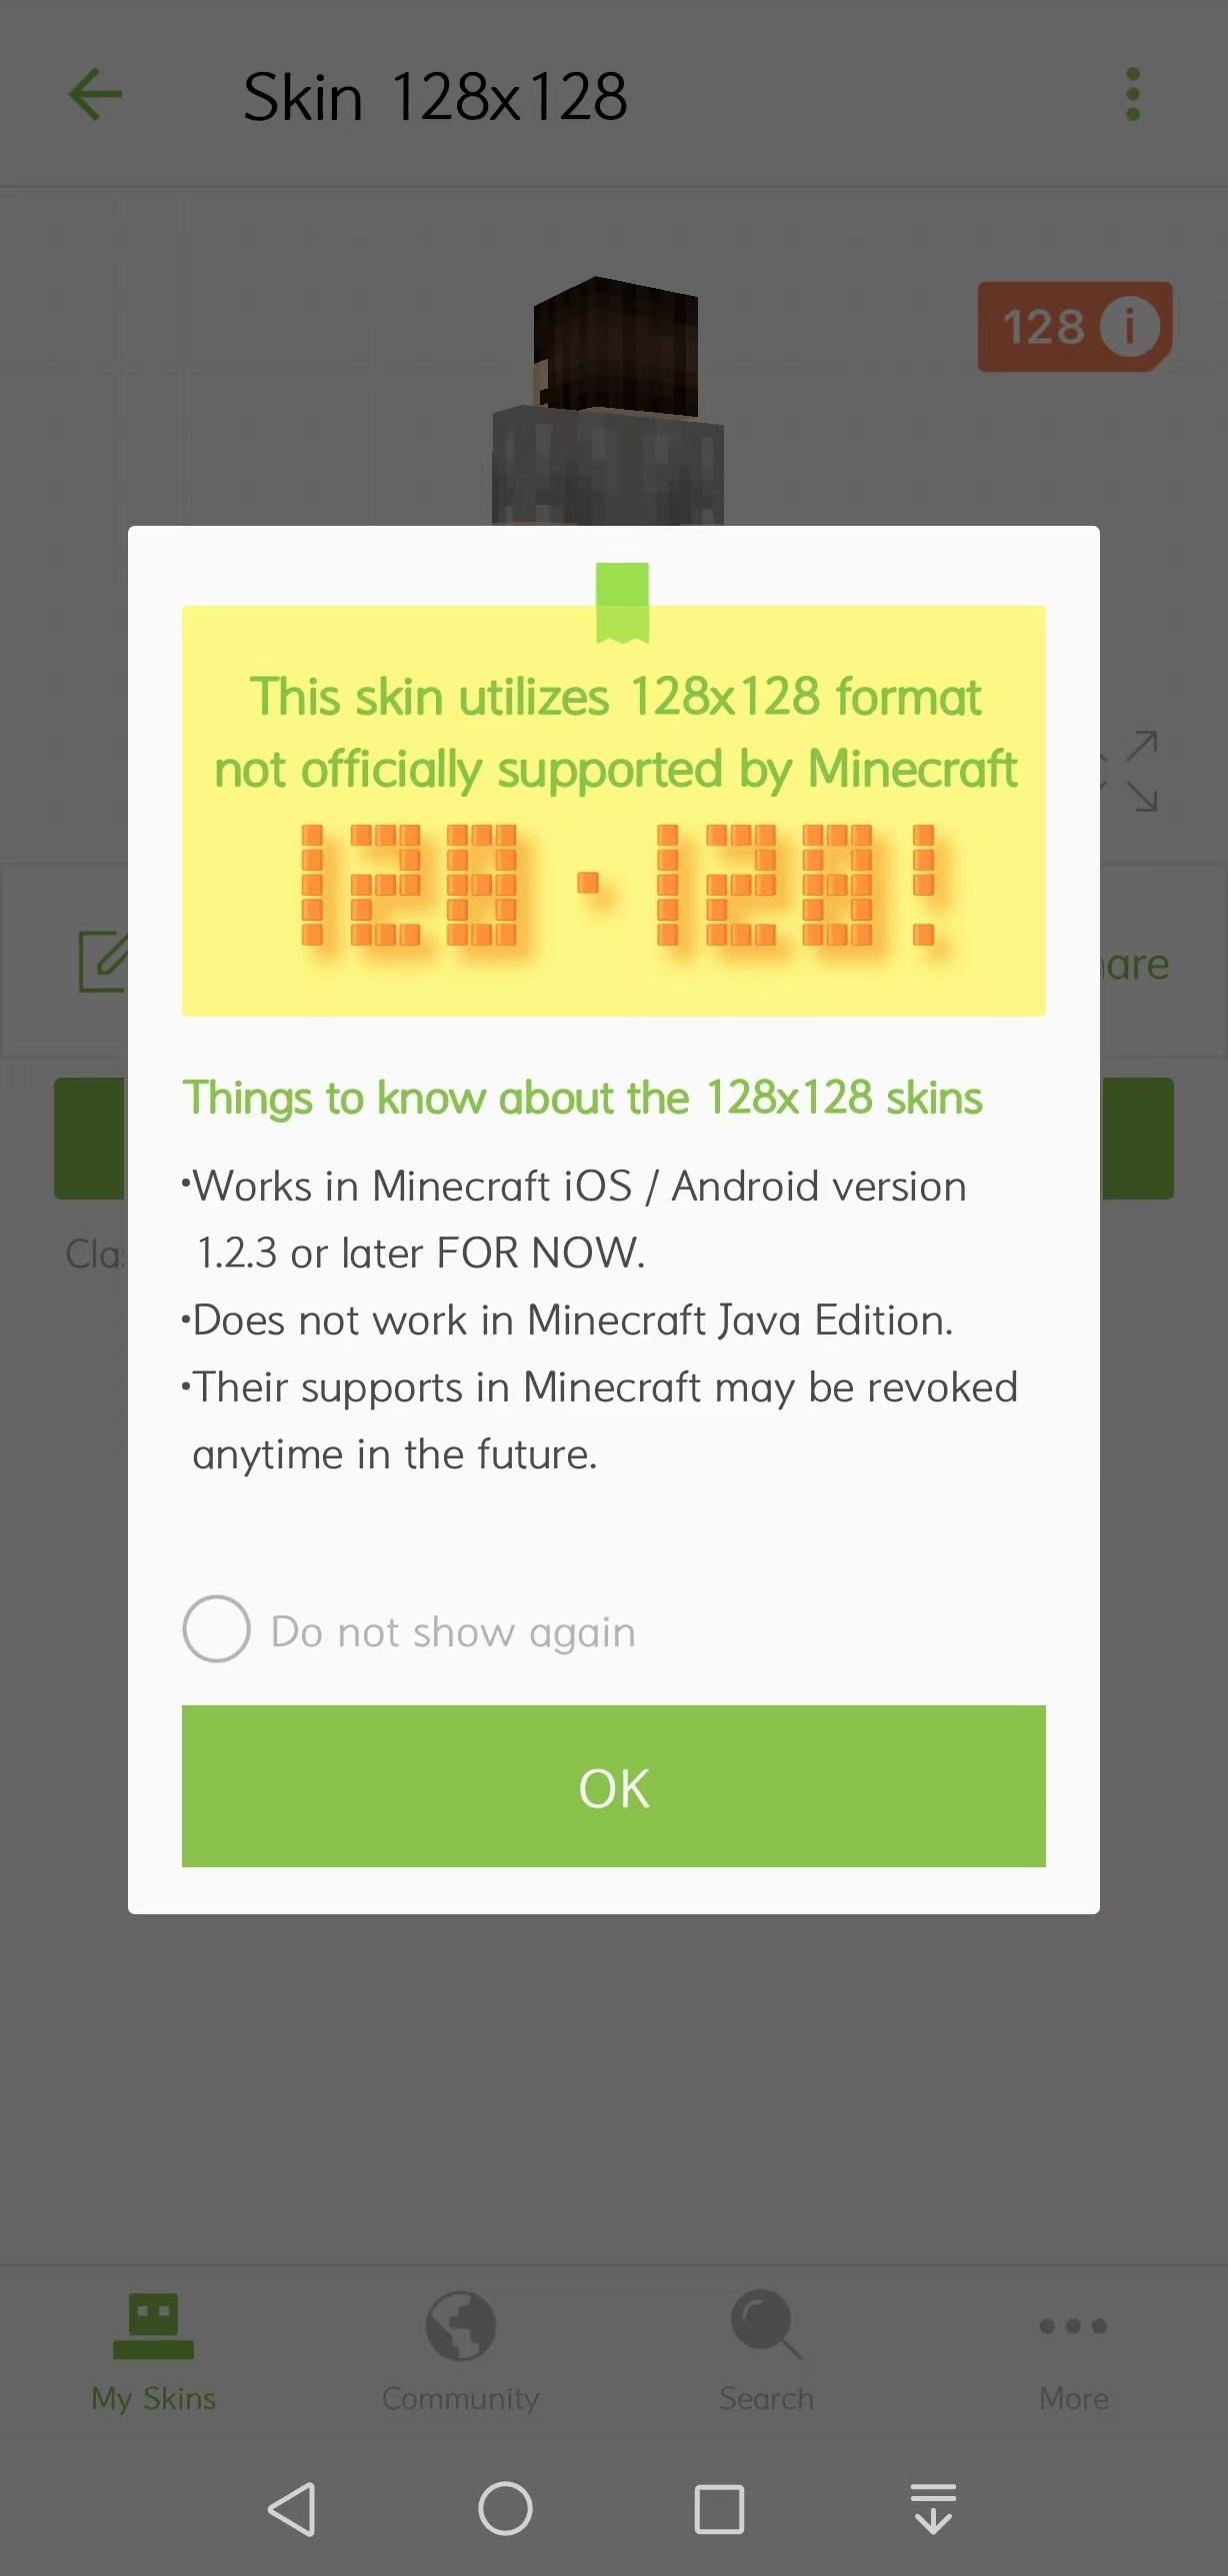 Skin 128x128
128 i
This skin utilizes 128x128 format
not officially supported by Minecraft
128·128!
Things to know about the 128x128 skins
•Works in Minecraft iOS / Android version
1.2.3 or later FOR NOW.
•Does not work in Minecraft Java Edition.
•Their supports in Minecraft may be revoked
anytime in the future.
Do not show again
OK
My Skins
Community
Search
More